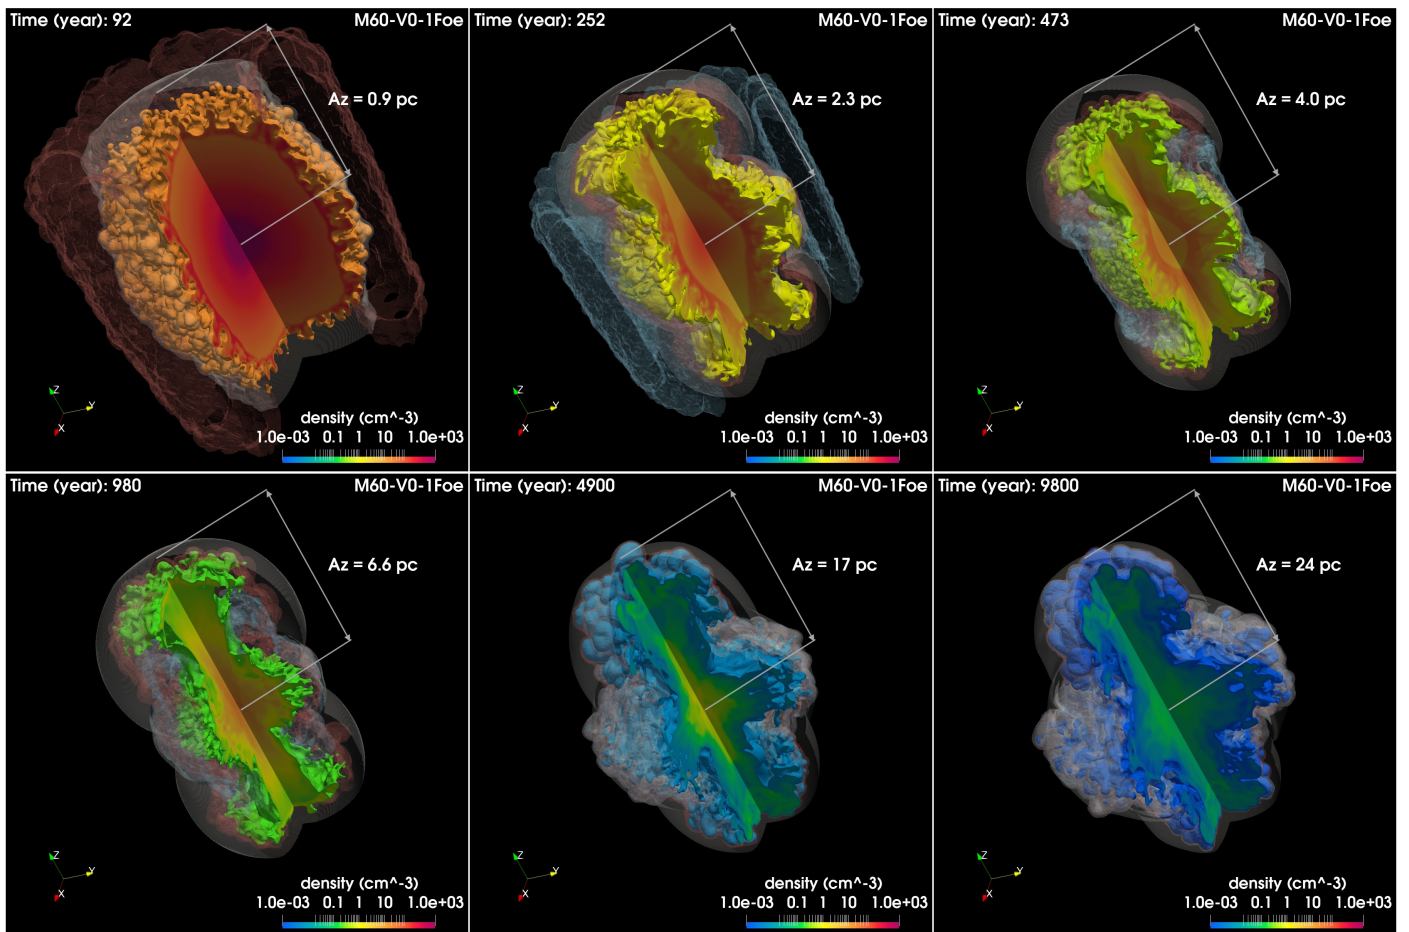 Time (year): 92 M60-V0-1Foe
Az = 0.9 pc
Z
Y
X
density (cm^-3)
1.0e-03 0.1 1 10 1.0e+03
Time (year): 252 M60-V0-1Foe
Az = 2.3 pc
Z
Y
X
density (cm^-3)
1.0e-03 0.1 1 10 1.0e+03
Time (year): 473 M60-V0-1Foe
Az = 4.0 pc
Z
Y
X
density (cm^-3)
1.0e-03 0.1 1 10 1.0e+03
Time (year): 980 M60-V0-1Foe
Az = 6.6 pc
Z
Y
X
density (cm^-3)
1.0e-03 0.1 1 10 1.0e+03
Time (year): 4900 M60-V0-1Foe
Az = 17 pc
Z
Y
X
density (cm^-3)
1.0e-03 0.1 1 10 1.0e+03
Time (year): 9800 M60-V0-1Foe
Az = 24 pc
Z
Y
X
density (cm^-3)
1.0e-03 0.1 1 10 1.0e+03